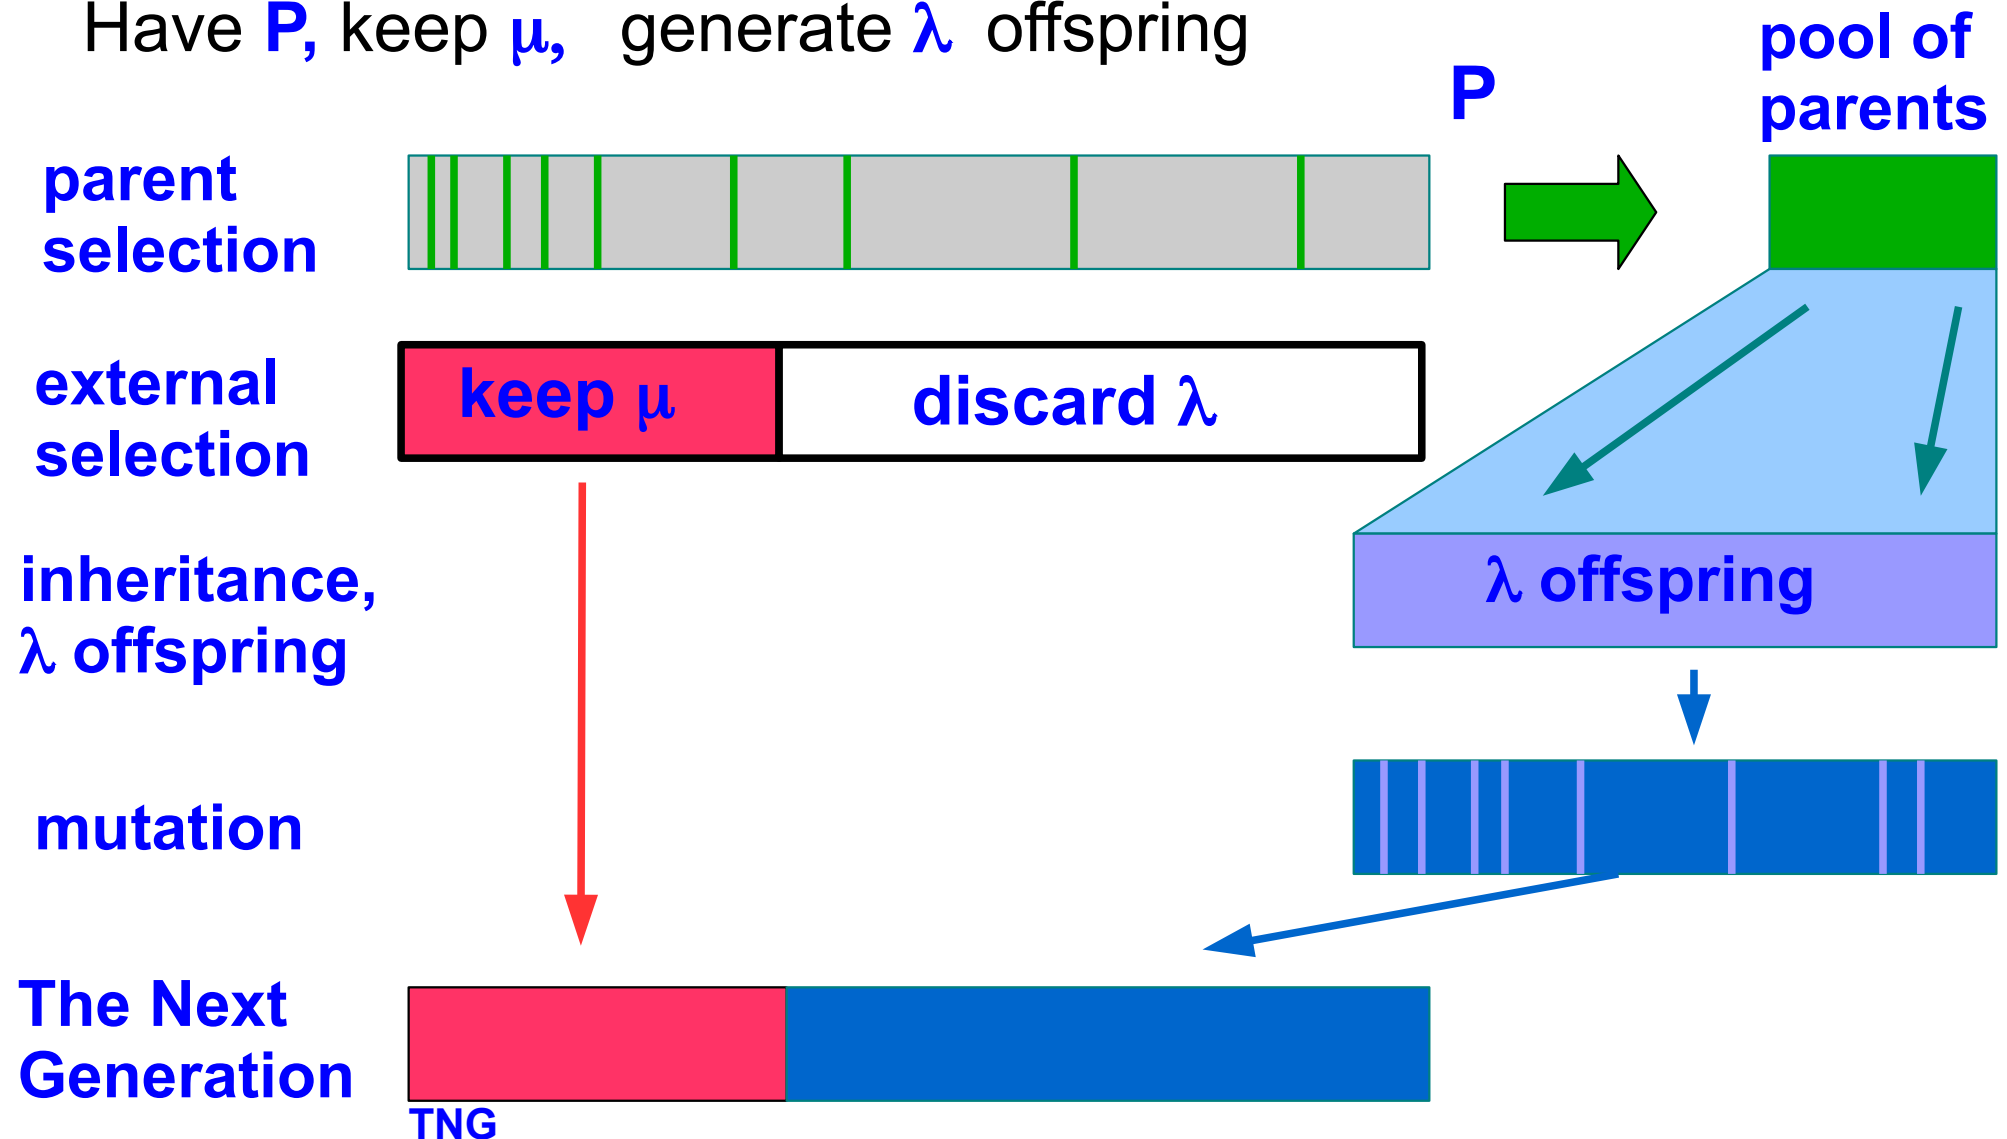 Have P, keep μ, generate λ offspring
P
pool of
parents
parent
selection
external
selection
keep μ
discard λ
inheritance,
λ offspring
λ offspring
mutation
The Next
Generation
TNG